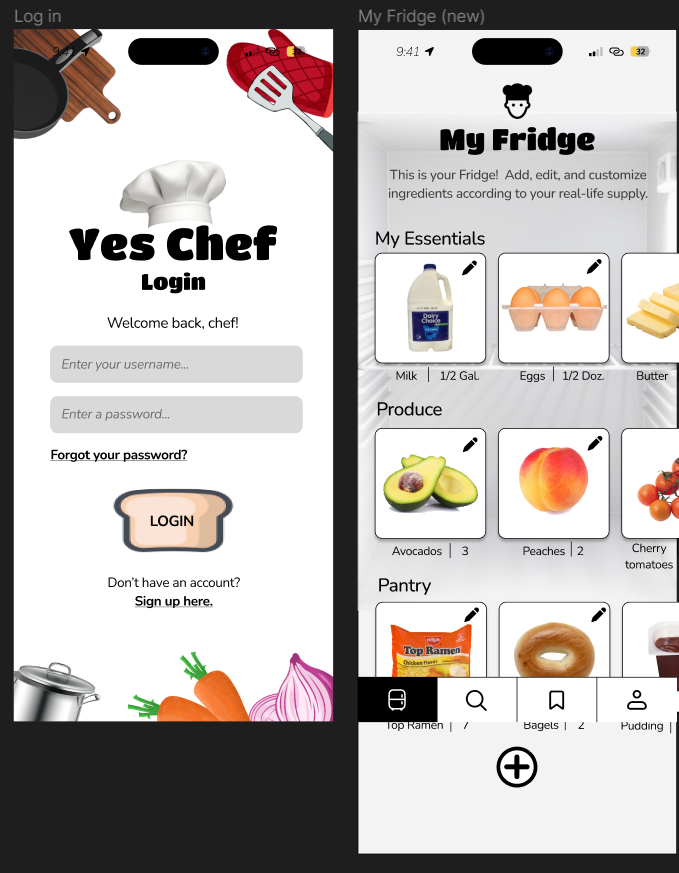 Log in
9:41
32
Yes Chef
Login
Welcome back, chef!
Enter your username...
Enter a password...
Forgot your password?
LOGIN
Don't have an account?
Sign up here.
My Fridge (new)
9:41
32
My Fridge
This is your Fridge! Add, edit, and customize
ingredients according to your real-life supply.
My Essentials
Dairy
Choice
Milk | 1/2 Gal.
Eggs | 1/2 Doz.
Butter
Produce
Avocados | 3
Peaches | 2
Cherry
tomatoes
Pantry
Top Ramen
Chicken Flavor
Top Ramen | 7
Bagels | 2
Pudding |